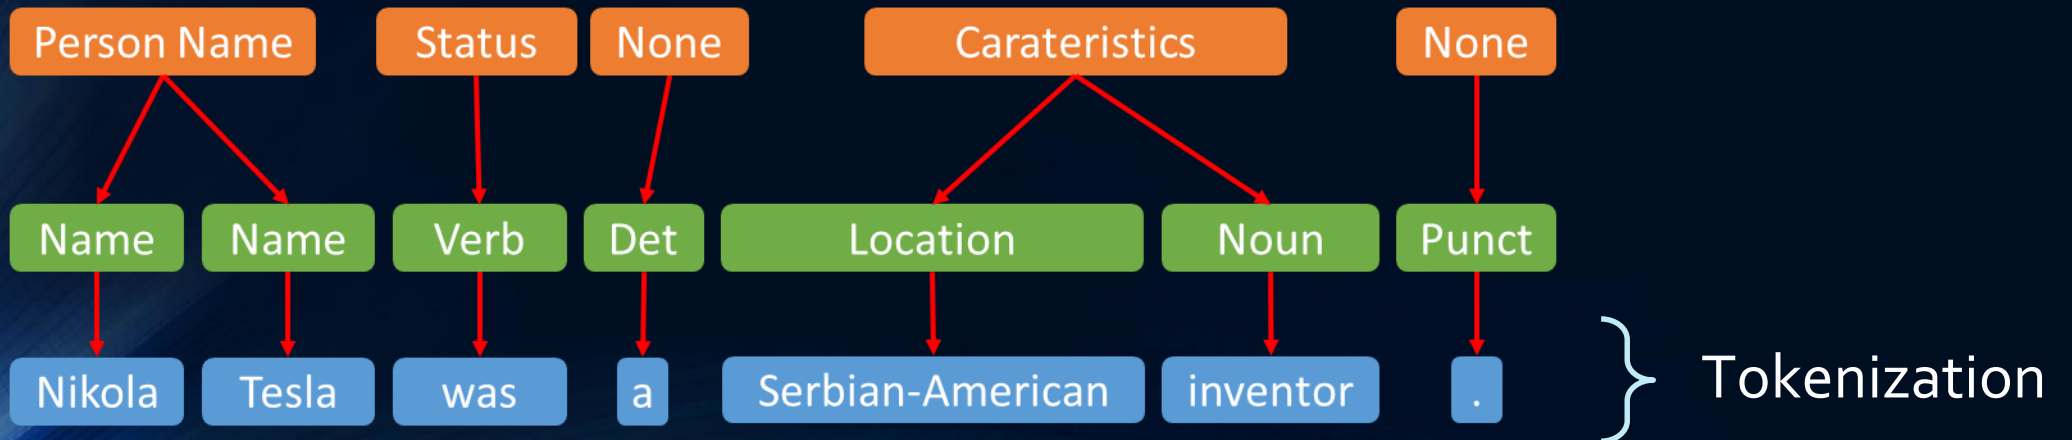 Person Name Status None Carateristics None
Name Name Verb Det Location Noun Punct
Nikola Tesla was a Serbian-American inventor .
Tokenization